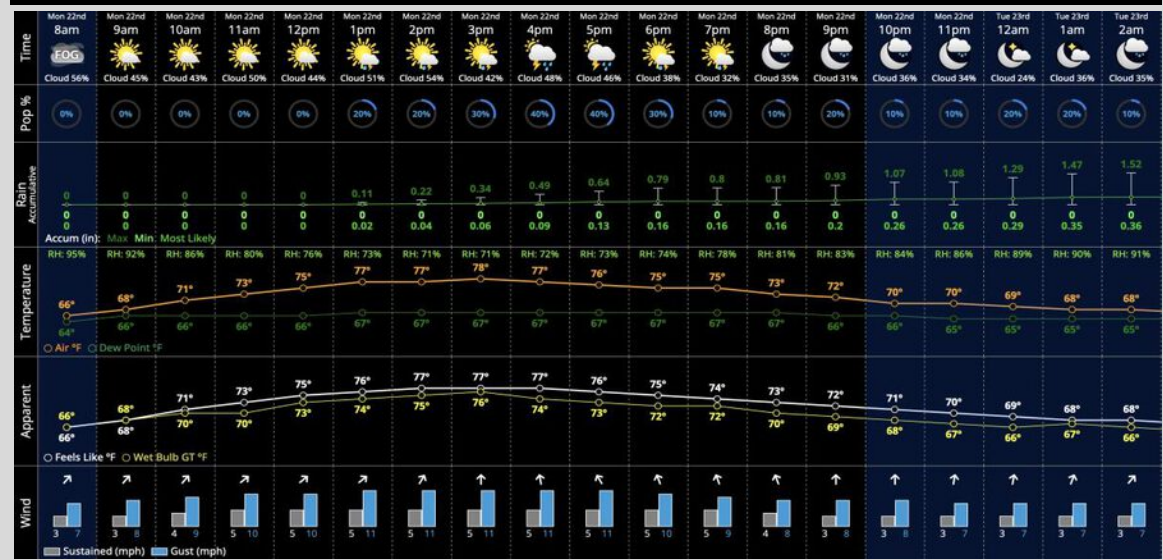 Mon 22nd Mon 22nd Mon 22nd Mon 22nd Mon 22nd Mon 22nd Mon 22nd Mon 22nd Mon 22nd Mon 22nd Mon 22nd Mon 22nd Mon 22nd Mon 22nd Mon 22nd Mon 22nd Tue 23rd Tue 23rd Tue 23rd
Time 8am 9am 10am 11am 12pm 1pm 2pm 3pm 4pm 5pm 6pm 7pm 8pm 9pm 10pm 11pm 12am 1am 2am
FOG
Cloud 56% Cloud 45% Cloud 43% Cloud 50% Cloud 44% Cloud 51% Cloud 54% Cloud 42% Cloud 48% Cloud 46% Cloud 38% Cloud 32% Cloud 35% Cloud 31% Cloud 36% Cloud 34% Cloud 24% Cloud 36% Cloud 35%
Pop % 0% 0% 0% 0% 0% 20% 20% 30% 40% 40% 30% 10% 10% 20% 10% 10% 20% 20% 10%
Rain
Accumulative
0 0 0 0 0 0.11 0.22 0.34 0.49 0.64 0.79 0.8 0.81 0.93 1.07 1.08 1.29 1.47 1.52
0 0 0 0 0 0 0 0 0 0 0 0 0 0 0 0 0 0 0
0 0 0 0 0 0.02 0.04 0.06 0.09 0.13 0.16 0.16 0.16 0.2 0.26 0.26 0.29 0.35 0.36
Accum (in): Max Min Most Likely
RH: 95% RH: 92% RH: 86% RH: 80% RH: 76% RH: 73% RH: 71% RH: 71% RH: 72% RH: 73% RH: 74% RH: 78% RH: 81% RH: 83% RH: 84% RH: 86% RH: 89% RH: 90% RH: 91%
Temperature
66° 68° 71° 73° 75° 77° 77° 78° 77° 76° 75° 75° 73° 72° 70° 70° 69° 68° 68°
64° 66° 66° 66° 66° 67° 67° 67° 67° 67° 67° 67° 67° 66° 66° 65° 65° 65° 65°
Air °F Dew Point °F
Apparent
66° 68° 71° 73° 75° 76° 77° 77° 77° 76° 75° 74° 73° 72° 71° 70° 69° 68° 68°
66° 68° 70° 70° 73° 74° 75° 76° 74° 73° 72° 72° 70° 69° 68° 67° 66° 67° 66°
Feels Like °F Wet Bulb GT °F
Wind
3 7 3 8 4 9 5 10 5 10 5 11 5 11 5 11 5 11 5 11 5 10 5 9 4 8 3 8 3 8 3 7 3 7 3 7 3 7
Sustained (mph) Gust (mph)